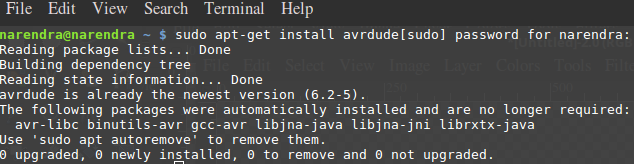 File Edit View Search Terminal Help
narendra@narendra ~ $ sudo apt-get install avrdude[sudo] password for narendra:
Reading package lists... Done
Building dependency tree
Reading state information... Done
avrdude is already the newest version (6.2-5).
The following packages were automatically installed and are no longer required:
  avr-libc binutils-avr gcc-avr libjna-java libjna-jni librxtx-java
Use 'sudo apt autoremove' to remove them.
0 upgraded, 0 newly installed, 0 to remove and 0 not upgraded.